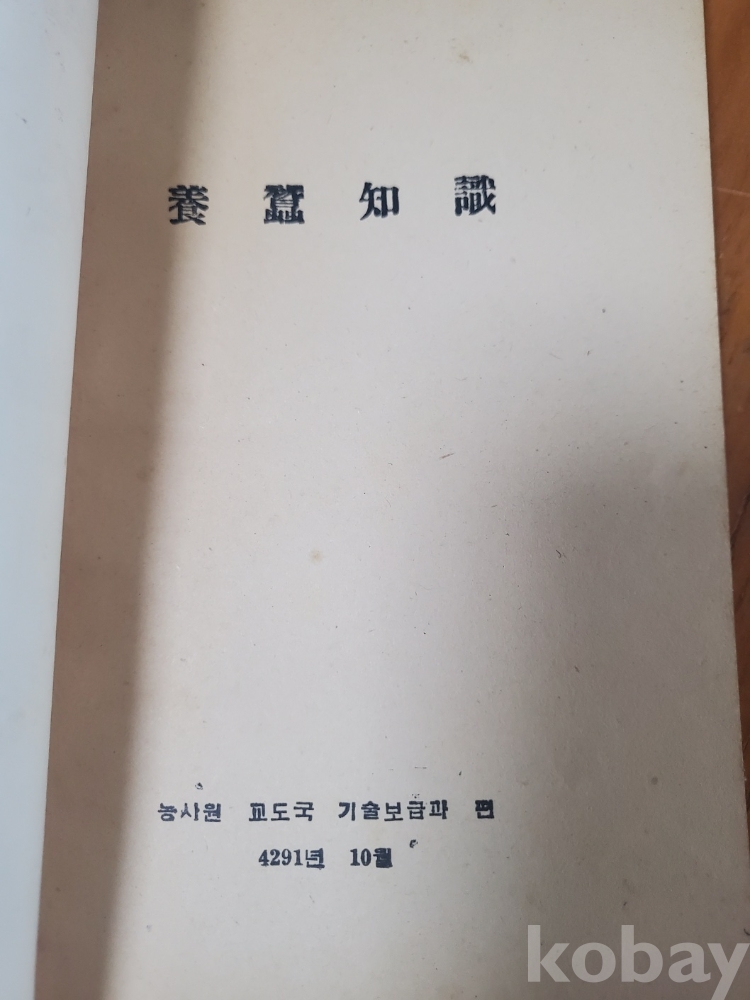 養蚕知識
농사원 교도국 기술보급과 편
4291년 10월
kobay